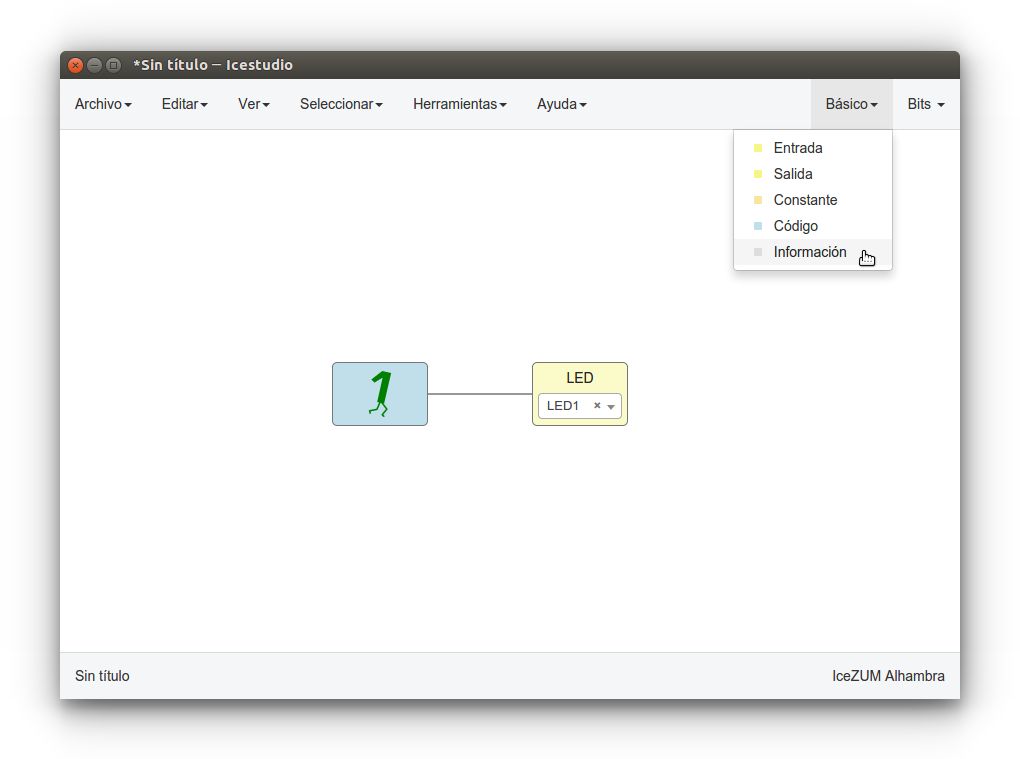 *Sin título — Icestudio
Archivo Editar Ver Seleccionar Herramientas Ayuda Básico Bits
Entrada
Salida
Constante
Código
Información
1
LED
LED1
Sin título IceZUM Alhambra